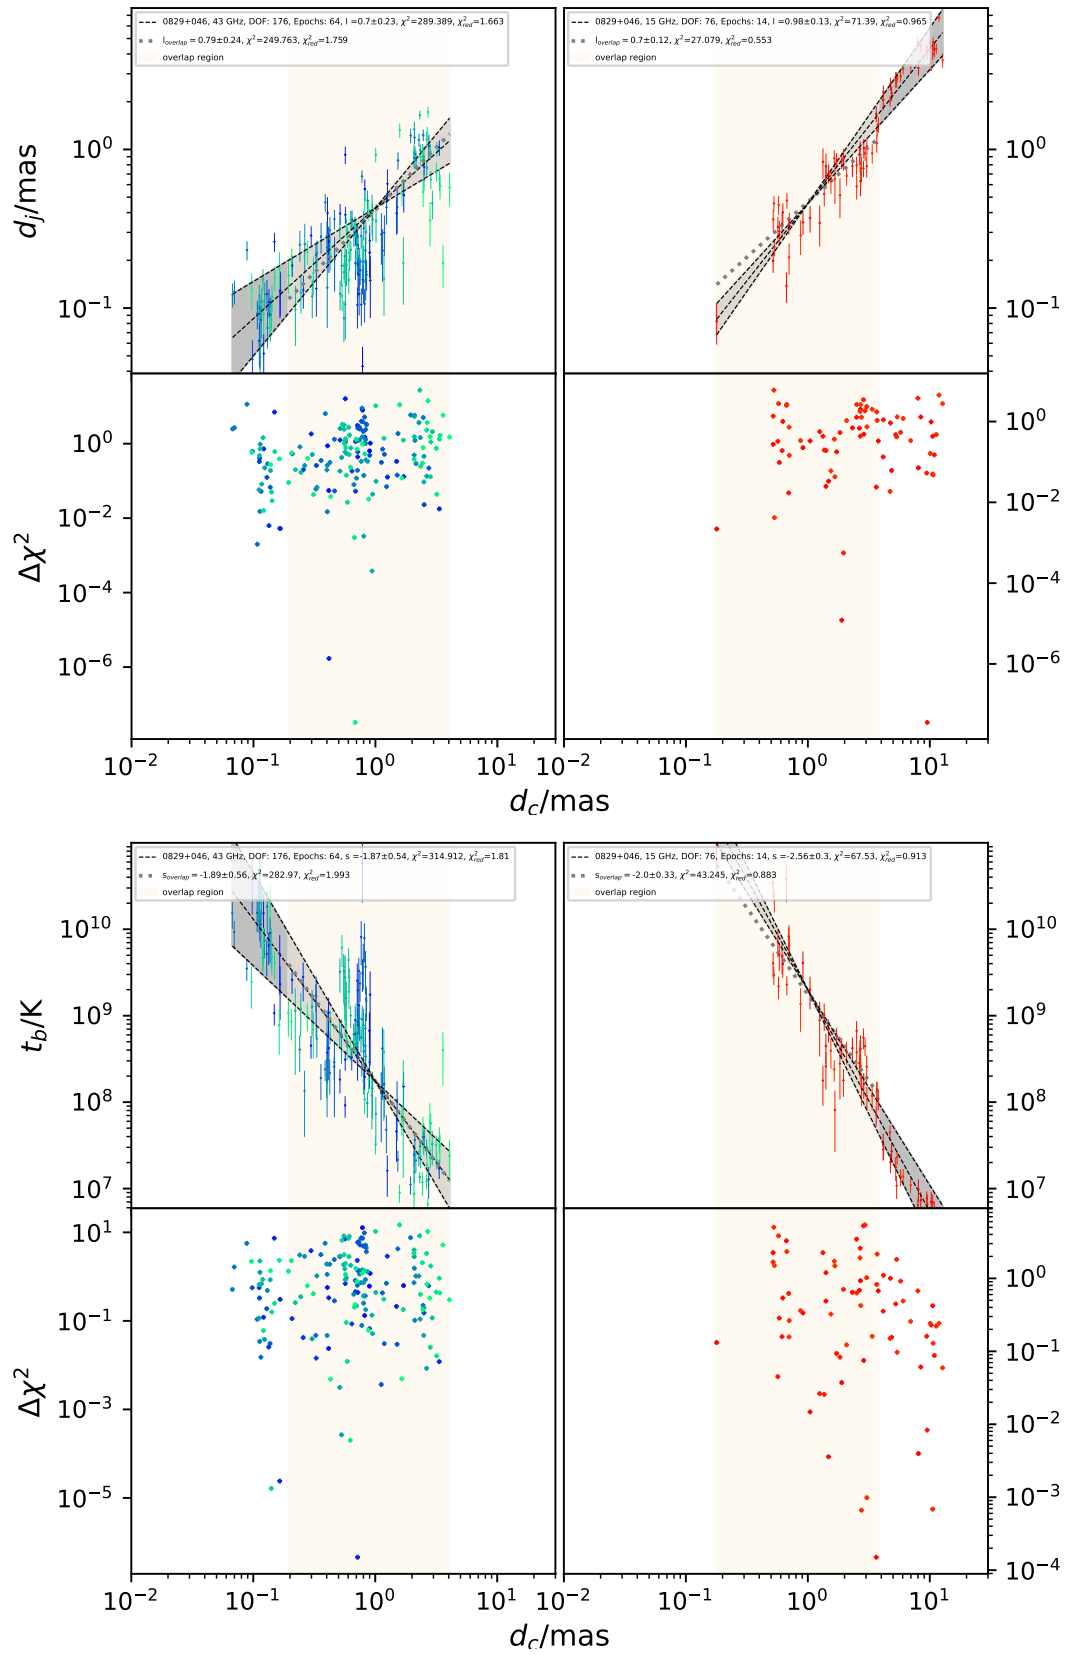 0829+046, 43 GHz, DOF: 176, Epochs: 64, l =0.7±0.23, χ²=289.389, χ²red=1.663
loverlap=0.79±0.24, χ²=249.763, χ²red=1.759
overlap region
0829+046, 15 GHz, DOF: 76, Epochs: 14, l =0.98±0.13, χ²=71.39, χ²red=0.965
loverlap=0.7±0.12, χ²=27.079, χ²red=0.553
overlap region
dj/mas
10⁰
10⁻¹
10⁰
10⁻¹
Δχ²
10⁰
10⁻²
10⁻⁴
10⁻⁶
10⁰
10⁻²
10⁻⁴
10⁻⁶
10⁻² 10⁻¹ 10⁰ 10¹ 10⁻² 10⁻¹ 10⁰ 10¹
dc/mas
0829+046, 43 GHz, DOF: 176, Epochs: 64, s =-1.87±0.54, χ²=314.912, χ²red=1.81
soverlap=-1.89±0.56, χ²=282.97, χ²red=1.993
overlap region
0829+046, 15 GHz, DOF: 76, Epochs: 14, s =-2.56±0.3, χ²=67.53, χ²red=0.913
soverlap=-2.0±0.33, χ²=43.245, χ²red=0.883
overlap region
tb/K
10¹⁰
10⁹
10⁸
10⁷
10¹⁰
10⁹
10⁸
10⁷
Δχ²
10¹
10⁻¹
10⁻³
10⁻⁵
10⁰
10⁻¹
10⁻²
10⁻³
10⁻⁴
10⁻² 10⁻¹ 10⁰ 10¹ 10⁻² 10⁻¹ 10⁰ 10¹
dc/mas